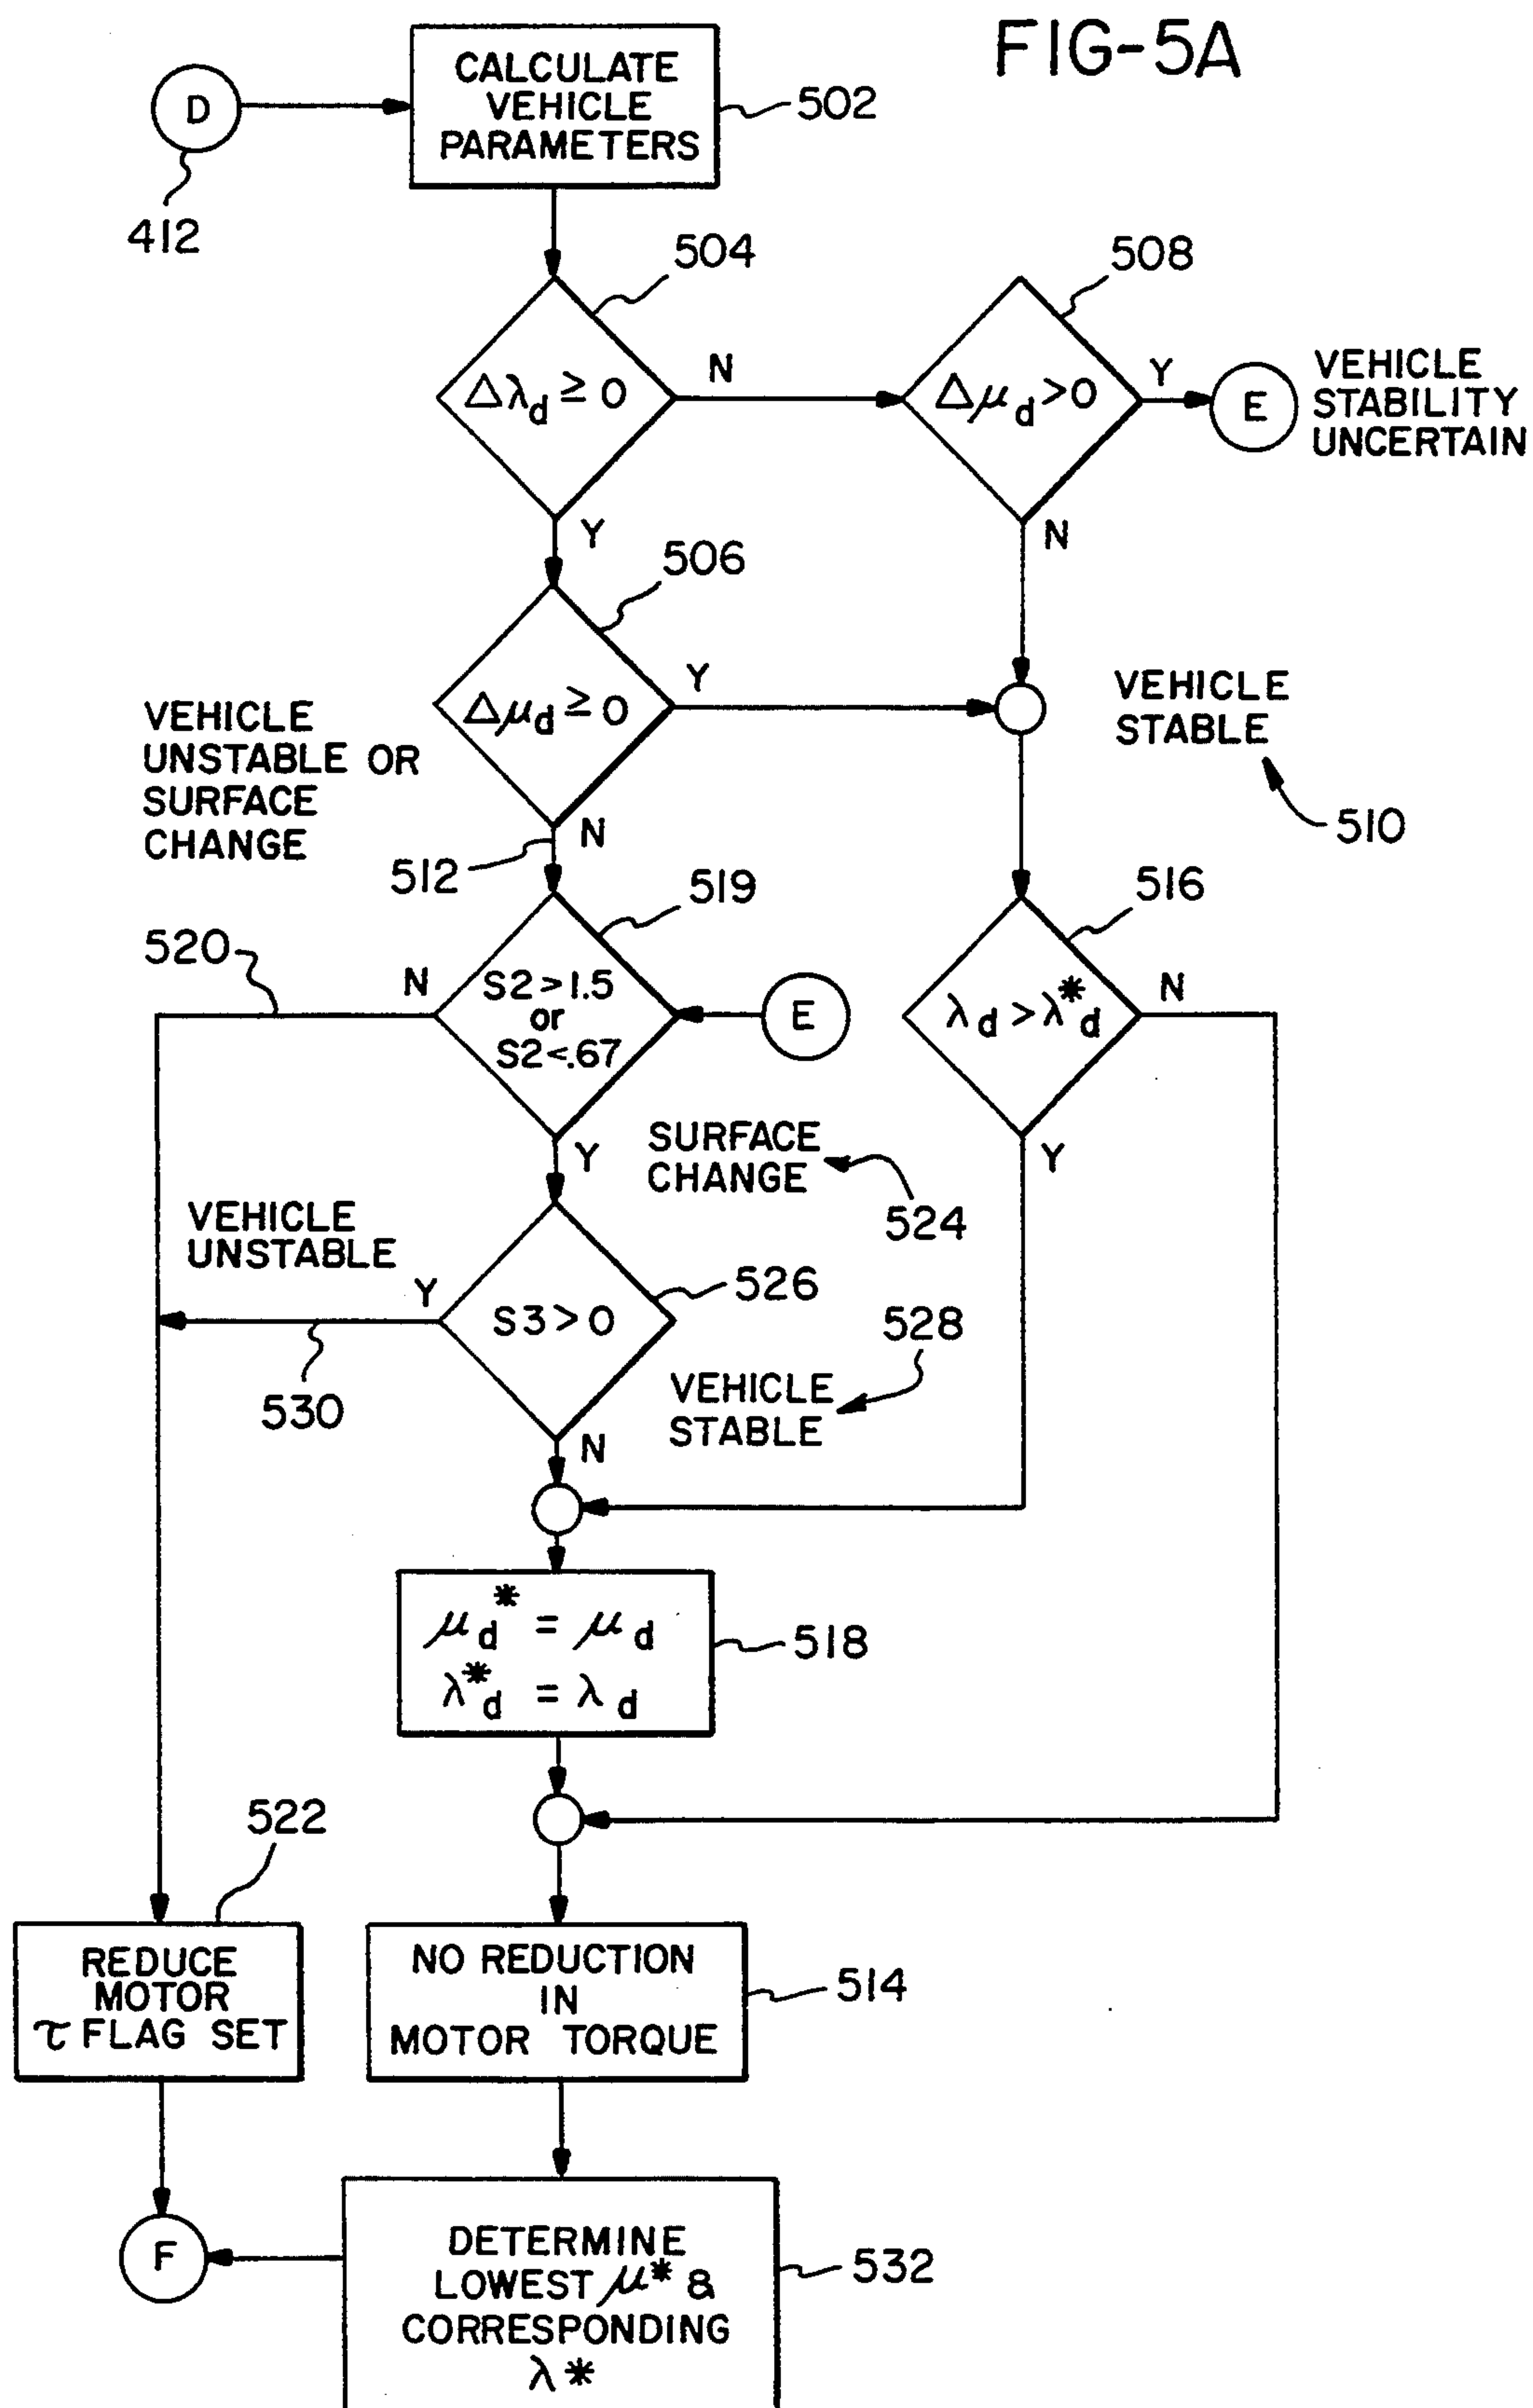 FIG-5A
D
412
CALCULATE
VEHICLE
PARAMETERS
502
504
508
Δλd ≥ 0
N
Δμd > 0
Y
E
VEHICLE
STABILITY
UNCERTAIN
Y
N
506
Δμd ≥ 0
Y
VEHICLE
STABLE
510
VEHICLE
UNSTABLE OR
SURFACE
CHANGE
N
512
519
516
520
N
S2 > 1.5
or
S2 < .67
E
λd > λ*d
N
Y
SURFACE
CHANGE
524
Y
VEHICLE
UNSTABLE
Y
S3 > 0
526
528
530
VEHICLE
STABLE
N
μd* = μd
λ*d = λd
518
522
REDUCE
MOTOR
τ FLAG SET
NO REDUCTION
IN
MOTOR TORQUE
514
F
DETERMINE
LOWEST μ* &
CORRESPONDING
λ*
532